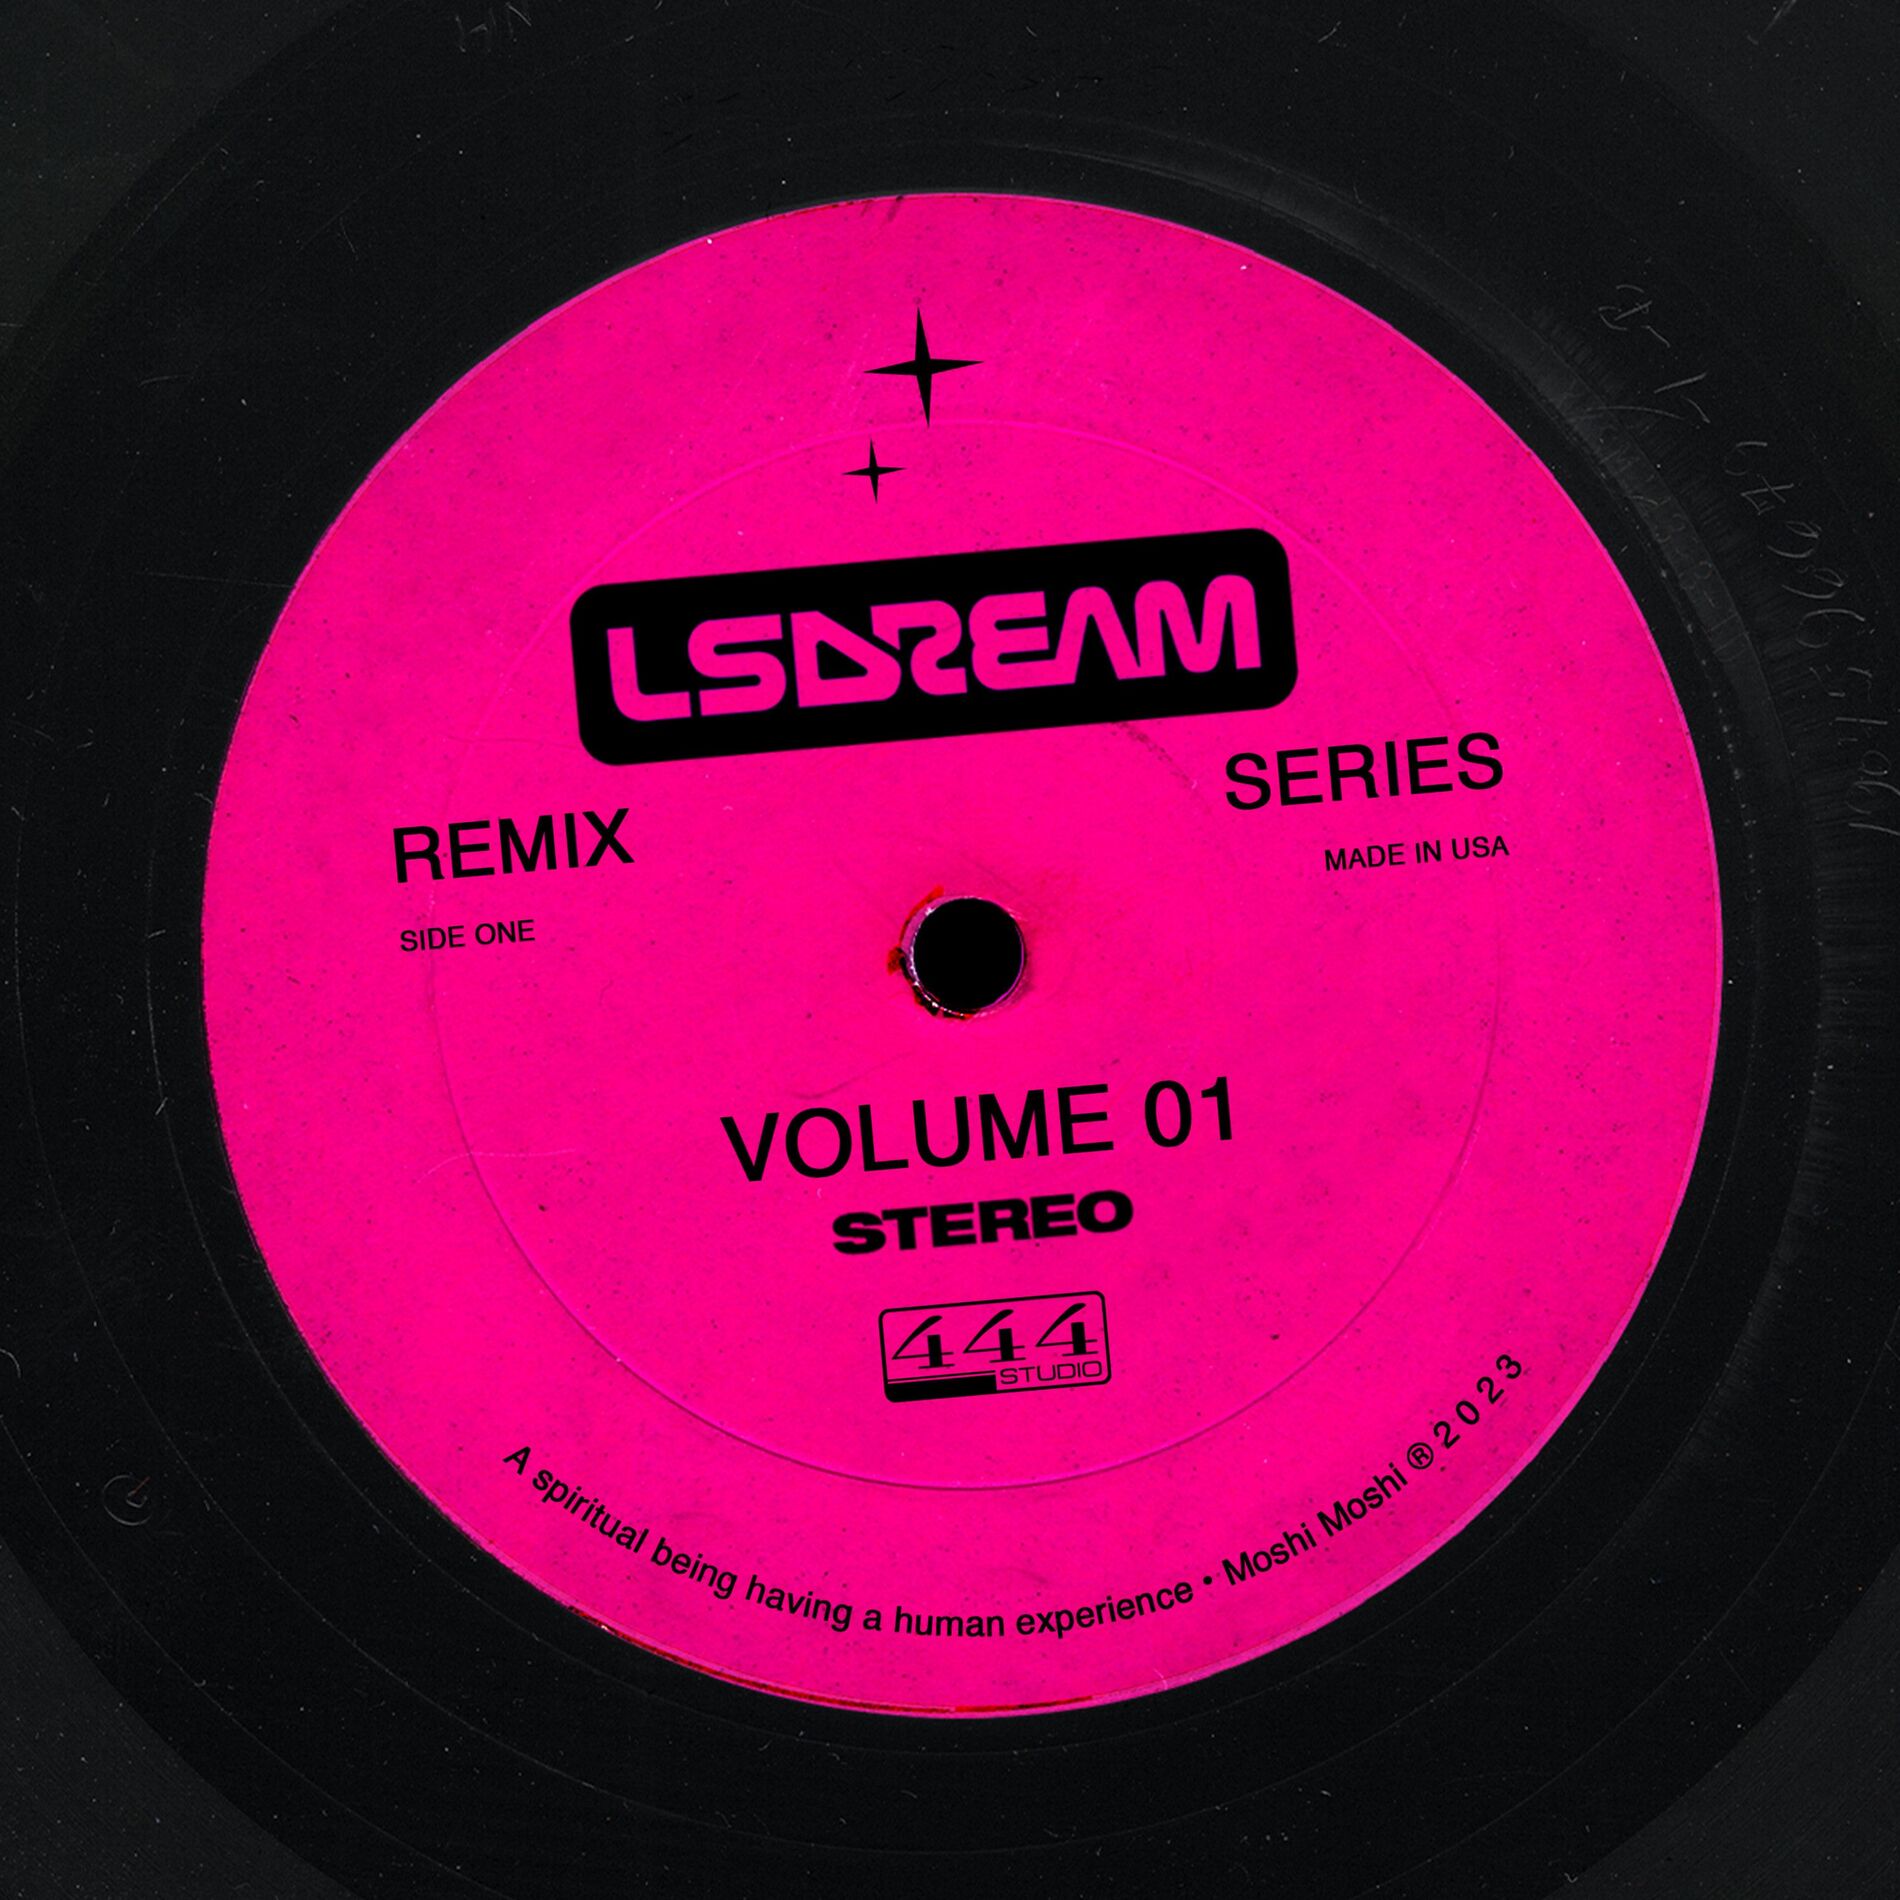 LSDREAM
REMIX
SERIES
SIDE ONE
MADE IN USA
VOLUME 01
STEREO
444
STUDIO
A spiritual being having a human experience • Moshi Moshi ® 2023